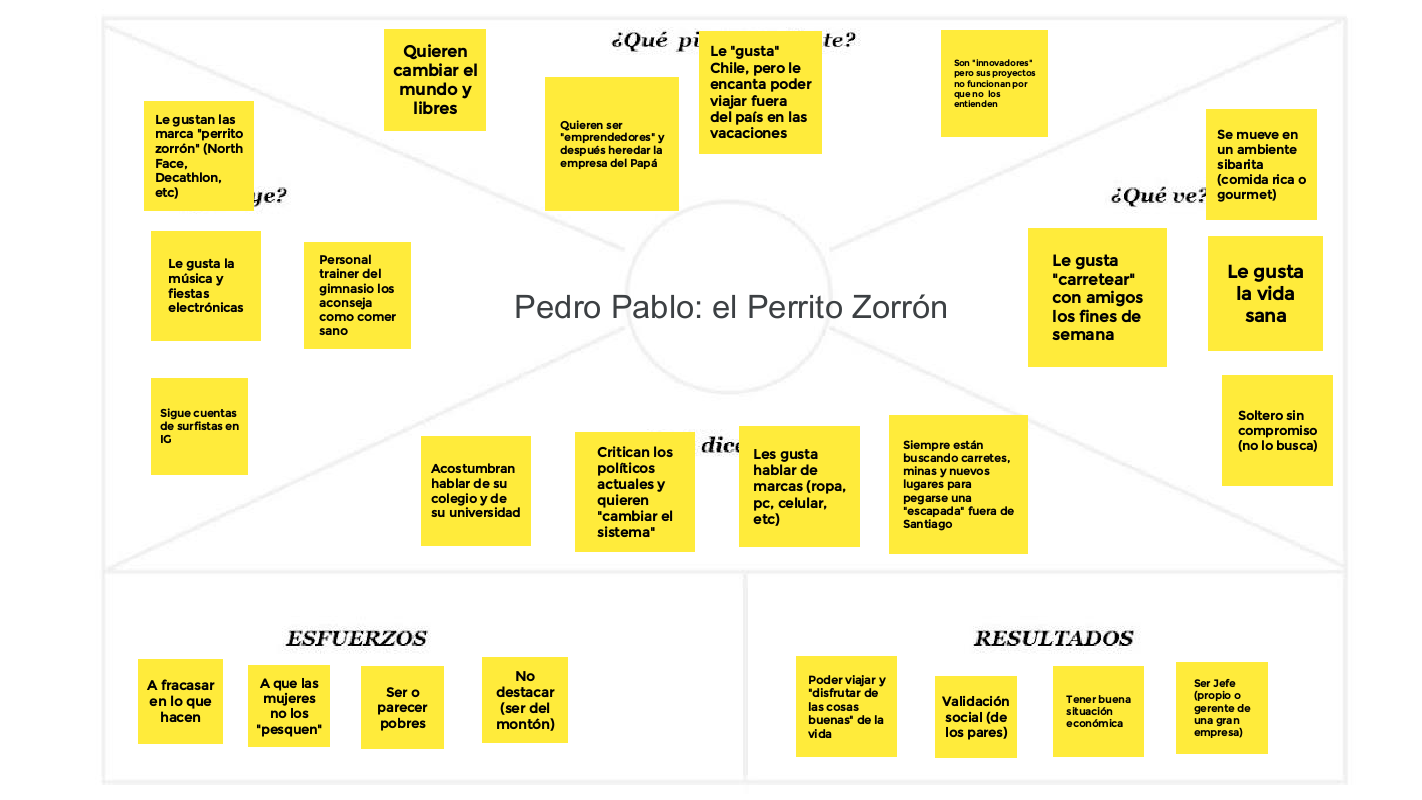 ¿Qué pi
te?
Quieren
cambiar el
mundo y
libres
Quieren ser
"emprendedores" y
después heredar la
empresa del Papá
Le "gusta"
Chile, pero le
encanta poder
viajar fuera
del país en las
vacaciones
Son "innovadores"
pero sus proyectos
no funcionan por
que no los
entienden
Le gustan las
marca "perrito
zorrón" (North
Face,
Decathlon,
etc)
ye?
Le gusta la
música y
fiestas
electrónicas
Personal
trainer del
gimnasio los
aconseja
como comer
sano
Sigue cuentas
de surfistas en
IG
Pedro Pablo: el Perrito Zorrón
¿Qué ve?
Se mueve en
un ambiente
sibarita
(comida rica o
gourmet)
Le gusta
"carretear"
con amigos
los fines de
semana
Le gusta
la vida
sana
Soltero sin
compromiso
(no lo busca)
dice
Acostumbran
hablar de su
colegio y de
su universidad
Critican los
políticos
actuales y
quieren
"cambiar el
sistema"
Les gusta
hablar de
marcas (ropa,
pc, celular,
etc)
Siempre están
buscando carretes,
minas y nuevos
lugares para
pegarse una
"escapada" fuera de
Santiago
ESFUERZOS
A fracasar
en lo que
hacen
A que las
mujeres
no los
"pesquen"
Ser o
parecer
pobres
No
destacar
(ser del
montón)
RESULTADOS
Poder viajar y
"disfrutar de
las cosas
buenas" de la
vida
Validación
social (de
los pares)
Tener buena
situación
económica
Ser Jefe
(propio o
gerente de
una gran
empresa)